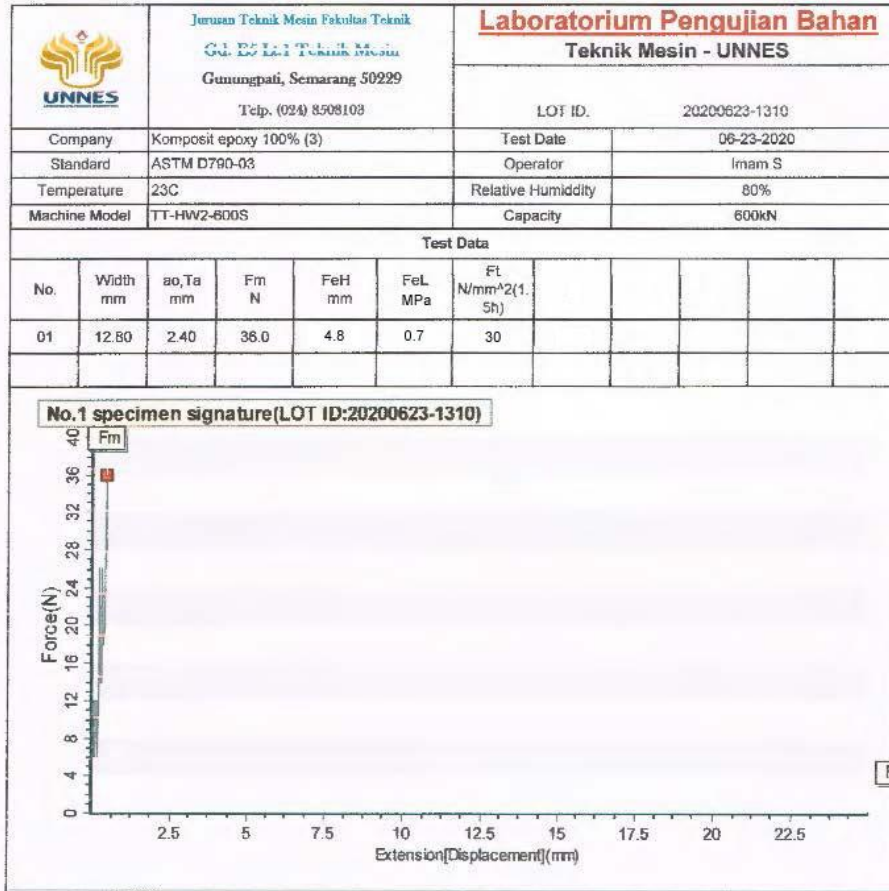 UNNES
Jurusan Teknik Mesin Fakultas Teknik
Gd. E5 Lt.1 Teknik Mesin
Gunungpati, Semarang 50229
Telp. (024) 8508103
Laboratorium Pengujian Bahan
Teknik Mesin - UNNES
LOT ID. 20200623-1310
Company Komposit epoxy 100% (3) Test Date 06-23-2020
Standard ASTM D790-03 Operator Imam S
Temperature 23C Relative Humiddity 80%
Machine Model TT-HW2-600S Capacity 600kN
Test Data
No. Width mm ao,Ta mm Fm N FeH mm FeL MPa Ft N/mm^2(1.5h)
01 12.80 2.40 36.0 4.8 0.7 30
No.1 specimen signature(LOT ID:20200623-1310)
Fm
40
36
32
28
24
20
16
12
8
4
0
Force(N)
2.5 5 7.5 10 12.5 15 17.5 20 22.5
Extension[Displacement](mm)